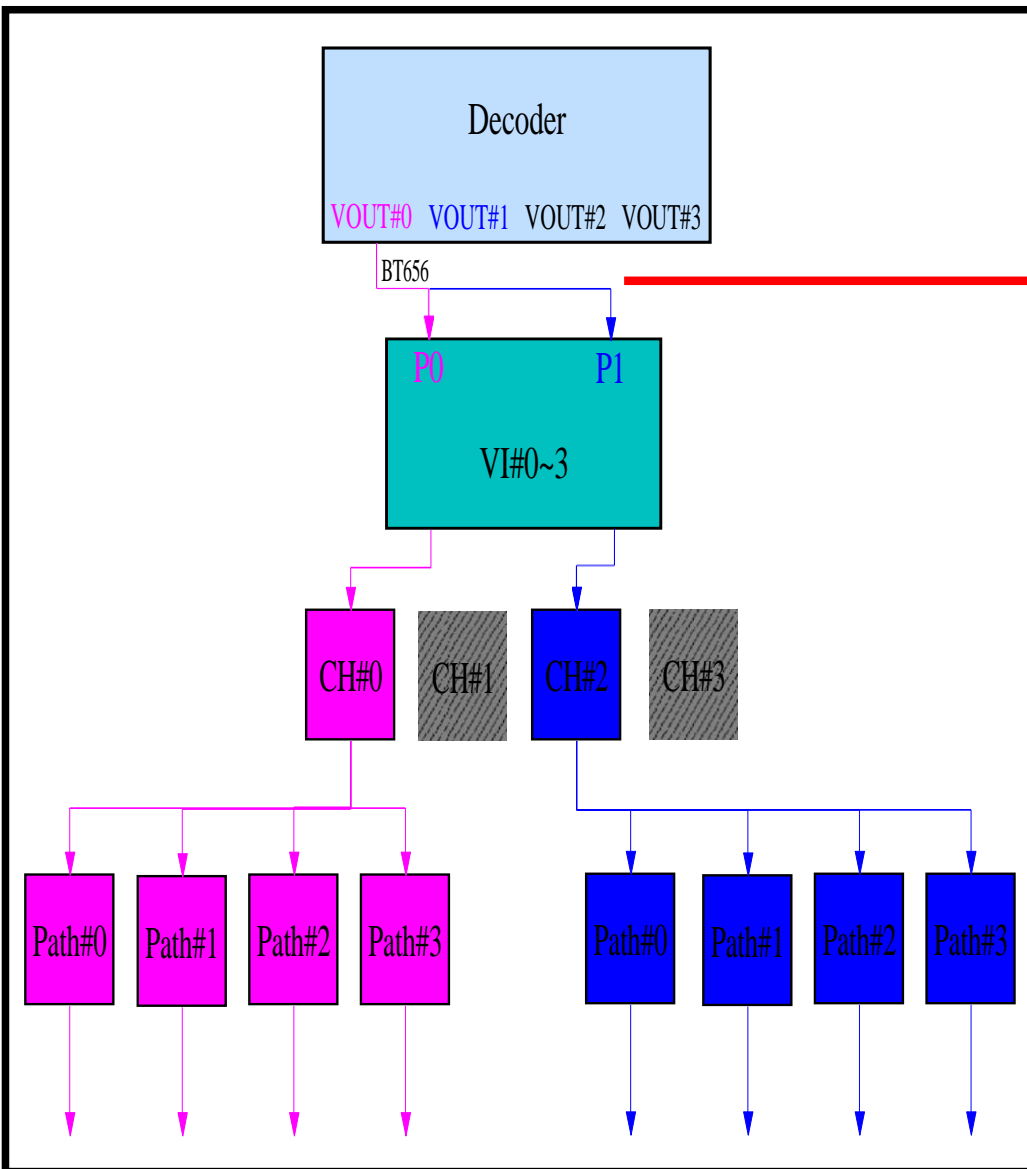 Decoder
VOUT#0 VOUT#1 VOUT#2 VOUT#3
BT656
P0 P1
VI#0~3
CH#0 CH#1 CH#2 CH#3
Path#0 Path#1 Path#2 Path#3 Path#0 Path#1 Path#2 Path#3